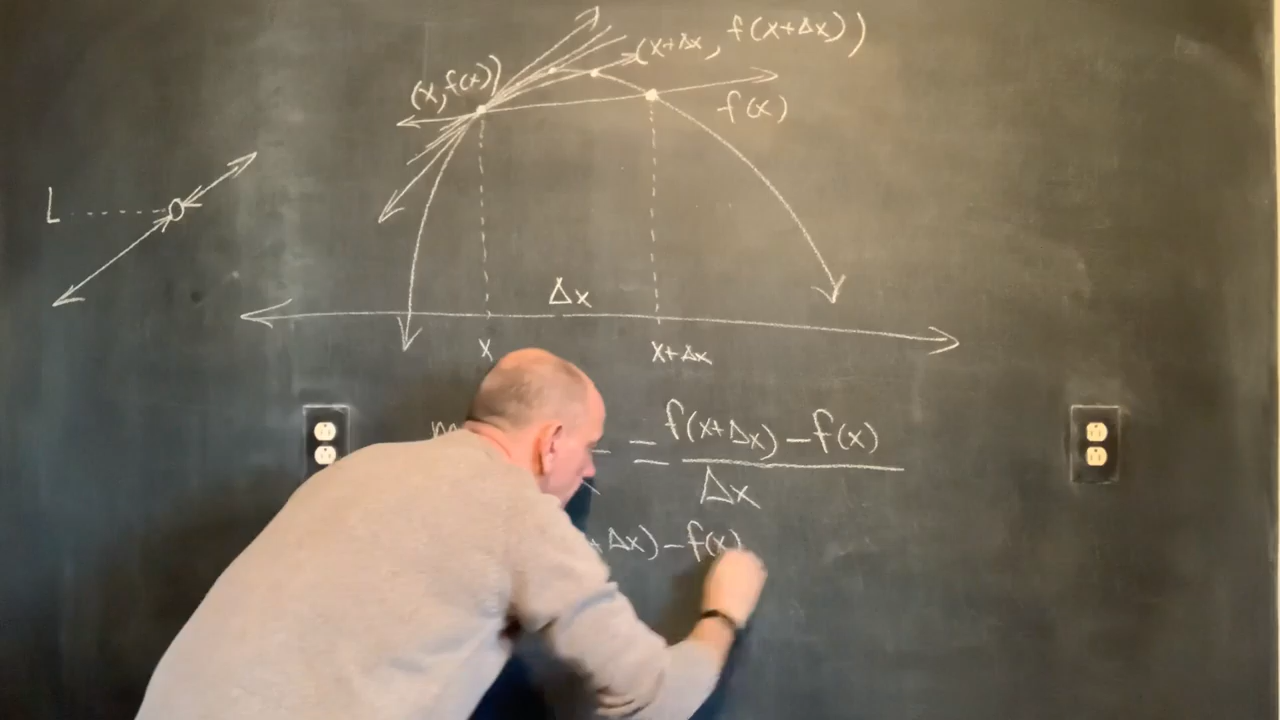 (x+Δx, f(x+Δx))
(x, f(x))
f(x)
L
Δx
x
x+Δx
m = f(x+Δx) - f(x)
Δx
Δx) - f(x)